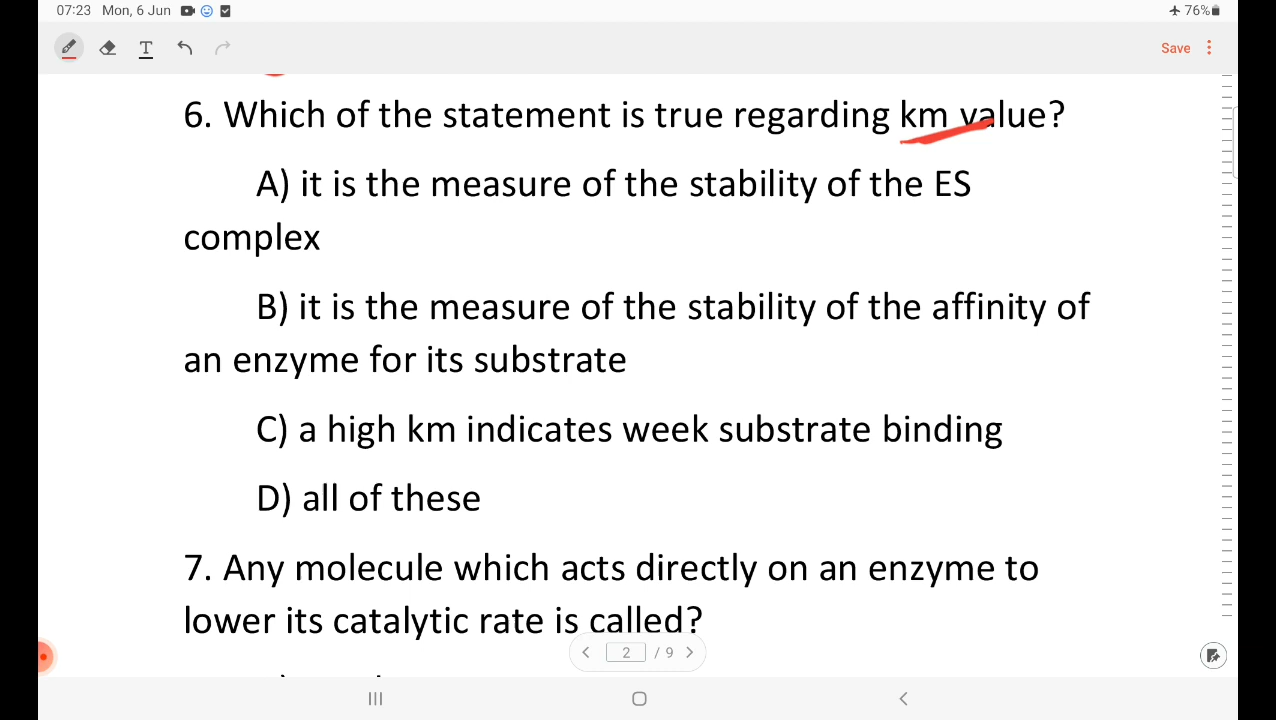 07:23 Mon, 6 Jun
76%
T
Save
6. Which of the statement is true regarding km value?
A) it is the measure of the stability of the ES
complex
B) it is the measure of the stability of the affinity of
an enzyme for its substrate
C) a high km indicates week substrate binding
D) all of these
7. Any molecule which acts directly on an enzyme to
lower its catalytic rate is called?
2 / 9